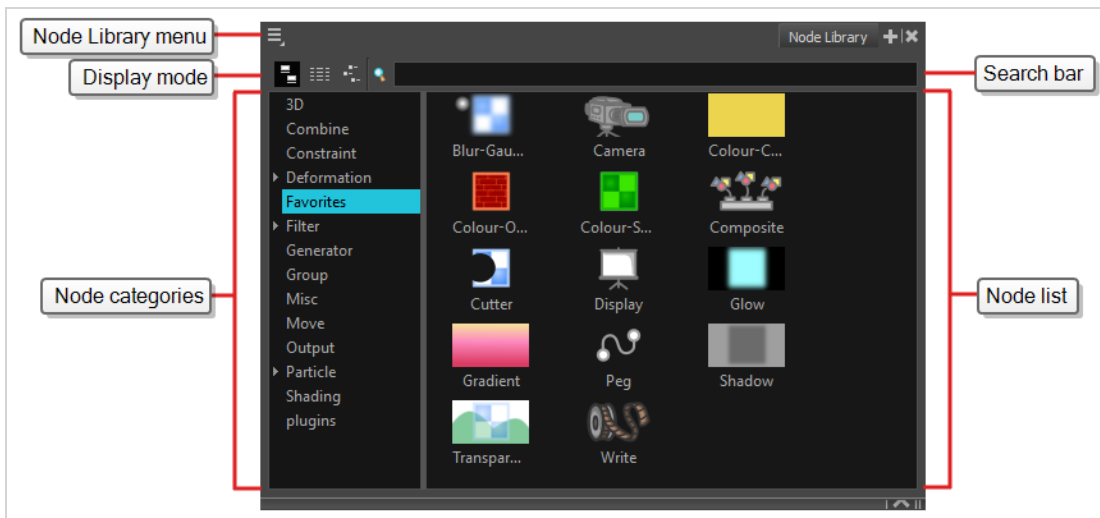 Node Library menu
Node Library
Display mode
Search bar
Node categories
3D
Combine
Constraint
Deformation
Favorites
Filter
Generator
Group
Misc
Move
Output
Particle
Shading
plugins
Blur-Gau... Camera Colour-C...
Colour-O... Colour-S... Composite
Cutter Display Glow
Gradient Peg Shadow
Transpar... Write
Node list